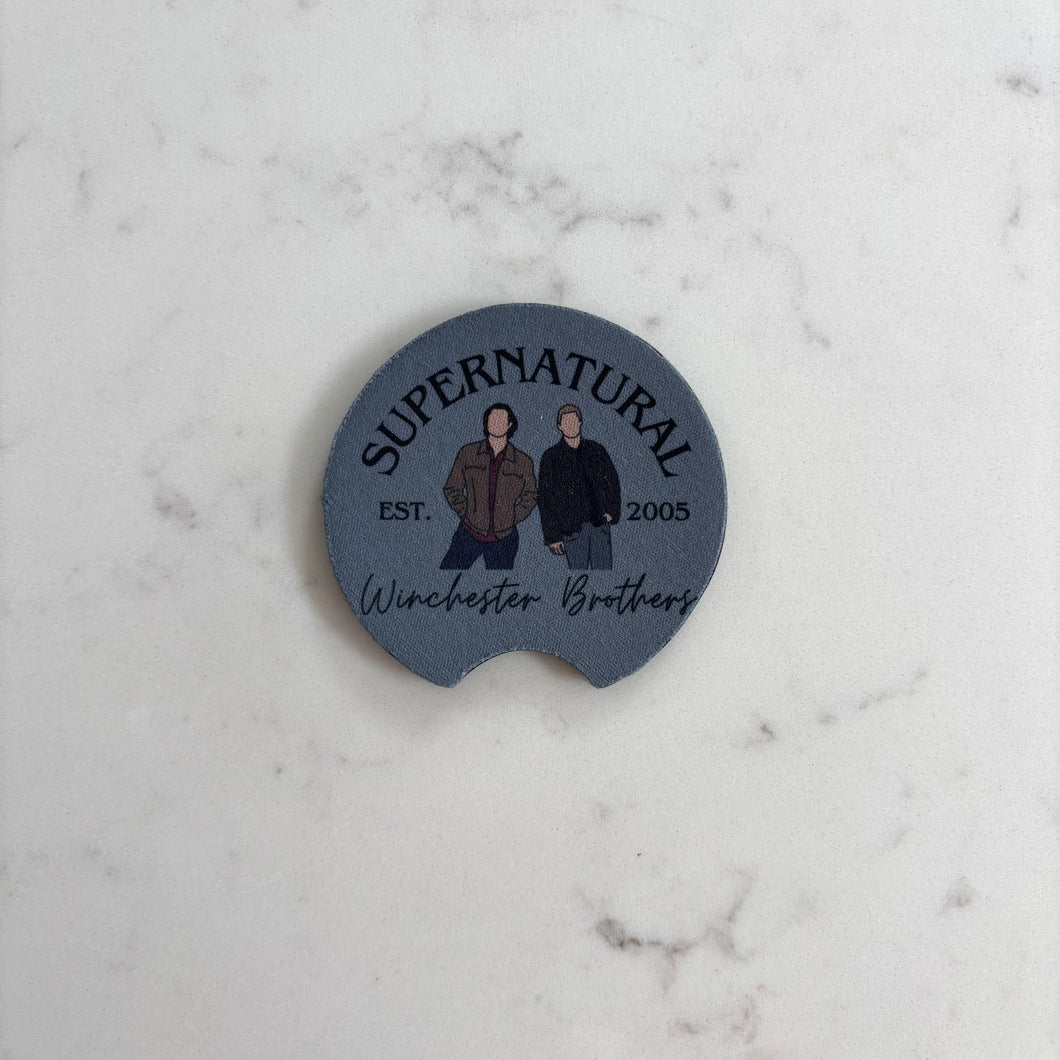 SUPERNATURAL
EST. 2005
Winchester Brothers